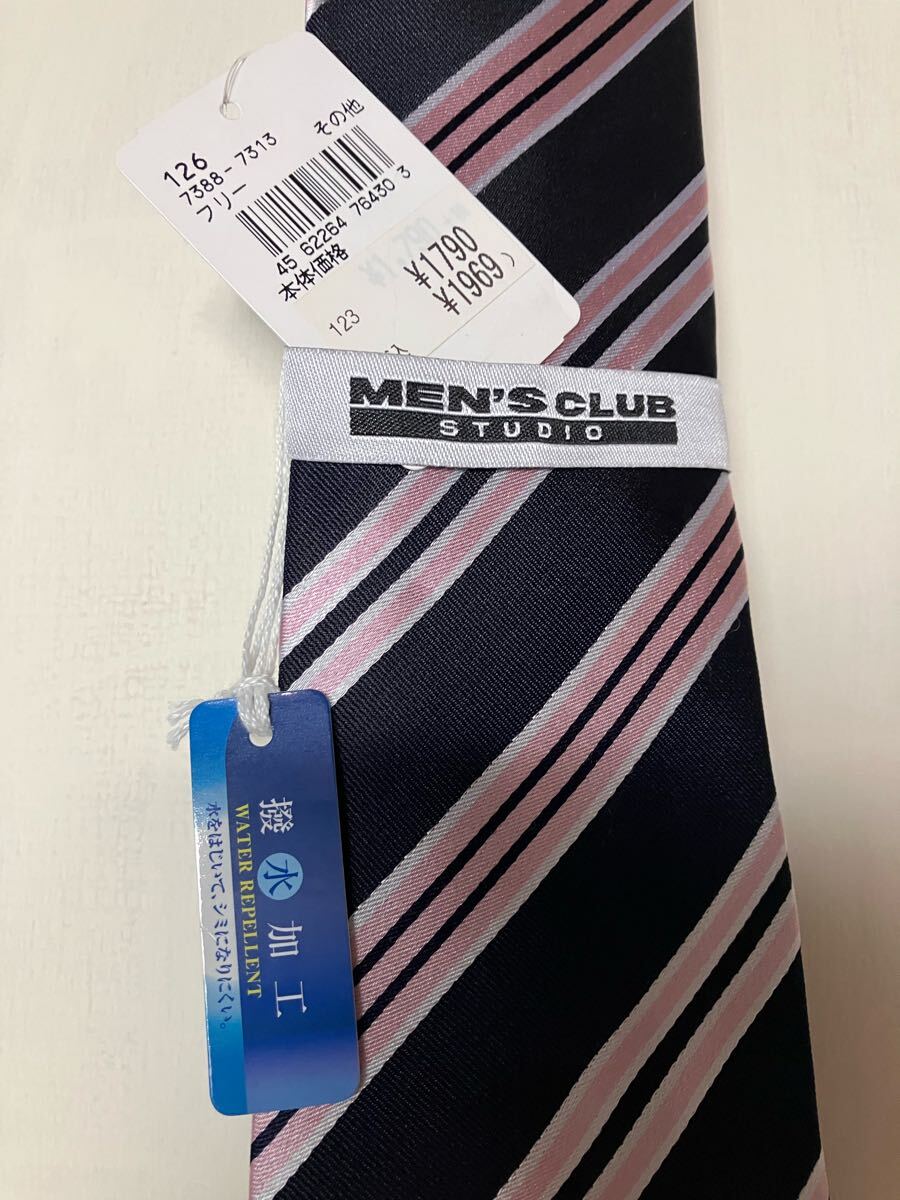 126
7388-7313 その他
フリー
45 62264 76430 3
本体価格
¥1790
¥1969)
123
MEN'S CLUB
STUDIO
撥水加工
WATER REPELLENT
水をはじいて、シミになりにくい。